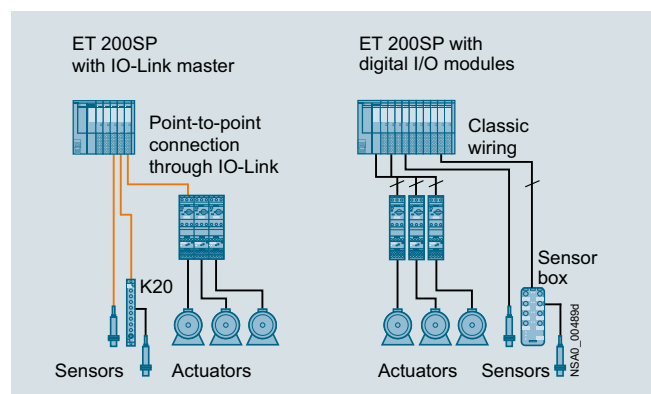 ET 200SP
with IO-Link master
Point-to-point
connection
through IO-Link
K20
Sensors
Actuators
ET 200SP with
digital I/O modules
Classic
wiring
Sensor
box
Actuators
Sensors
NSA0_00489d